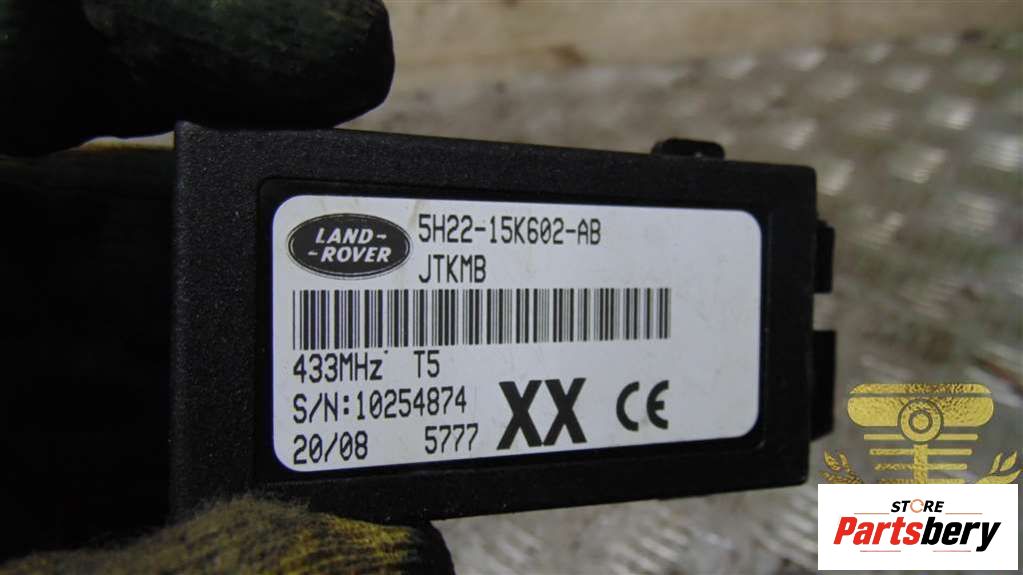 LAND-
-ROVER
5H22-15K602-AB
JTKMB
433MHz T5
S/N:10254874
20/08 5777
XX CE
STORE
Partsbery